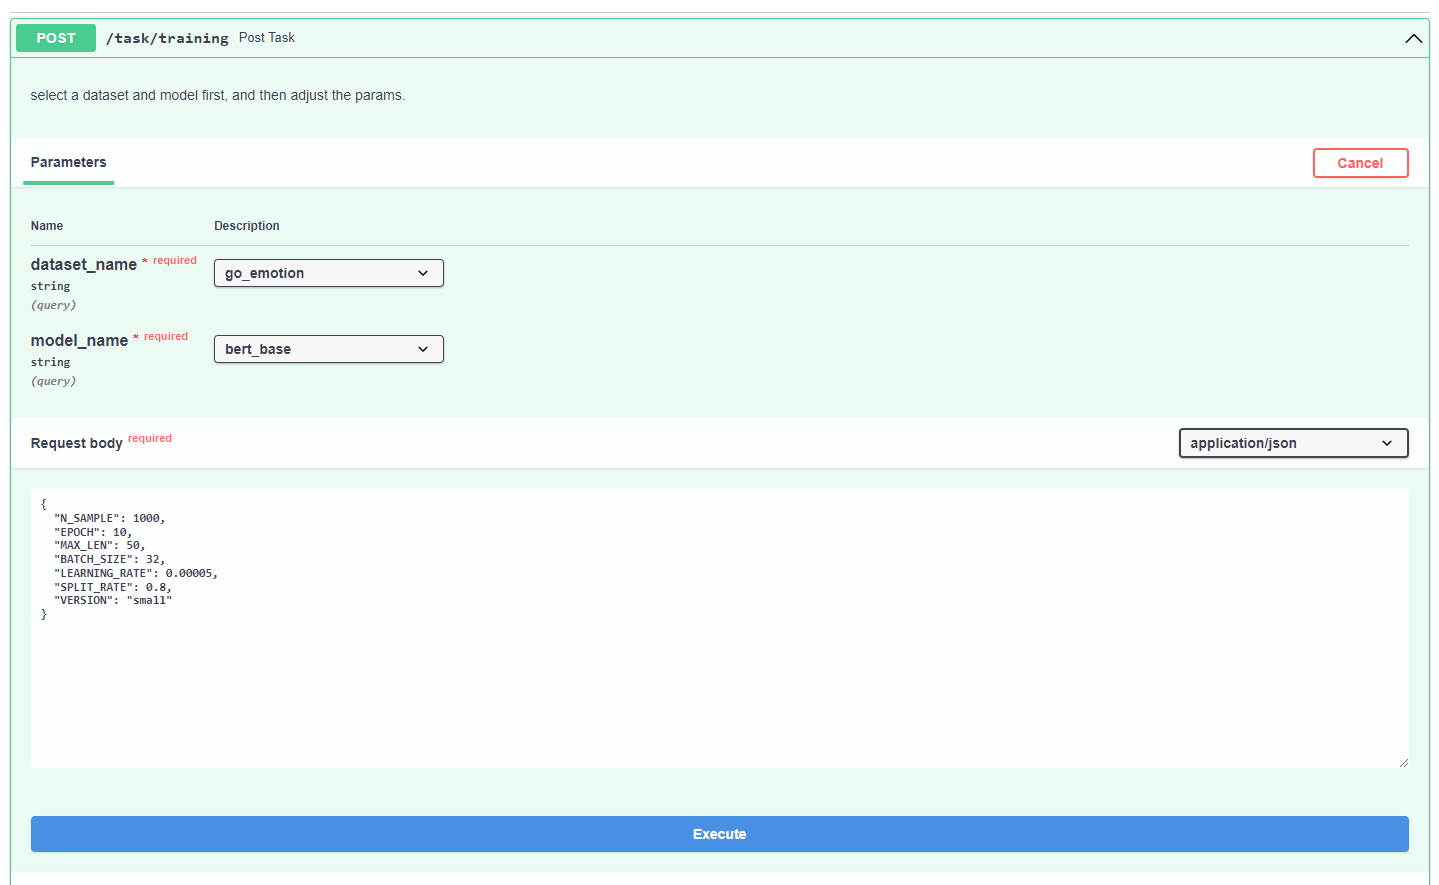 POST /task/training Post Task
select a dataset and model first, and then adjust the params.
Parameters
Cancel
Name Description
dataset_name * required
string
(query)
go_emotion
model_name * required
string
(query)
bert_base
Request body required
application/json
{
  "N_SAMPLE": 1000,
  "EPOCH": 10,
  "MAX_LEN": 50,
  "BATCH_SIZE": 32,
  "LEARNING_RATE": 0.00005,
  "SPLIT_RATE": 0.8,
  "VERSION": "small"
}
Execute